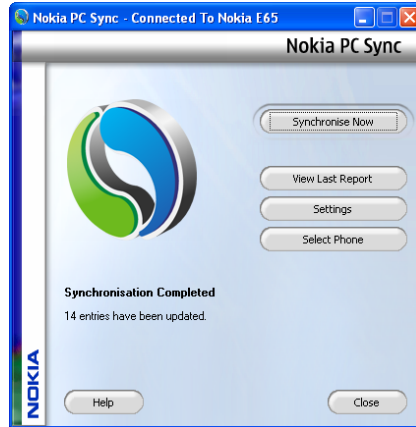 Nokia PC Sync - Connected To Nokia E65
Nokia PC Sync
Synchronise Now
View Last Report
Settings
Select Phone
Synchronisation Completed
14 entries have been updated.
NOKIA
Help
Close